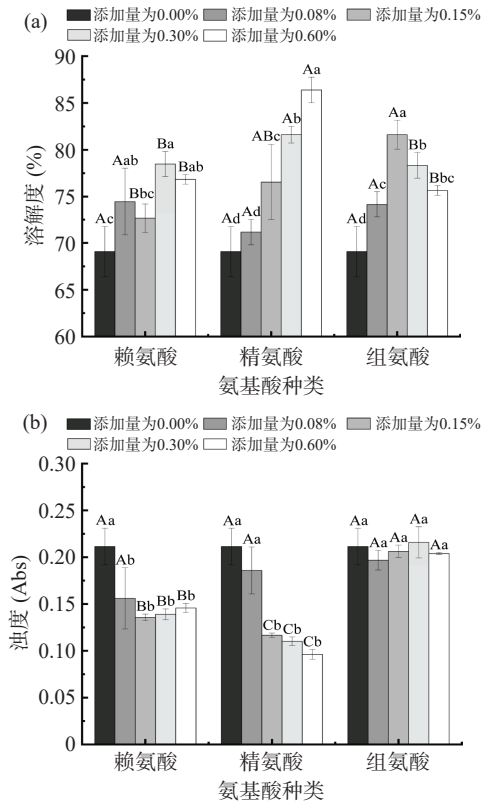 (a) 添加量为0.00% 添加量为0.08% 添加量为0.15%
添加量为0.30% 添加量为0.60%
溶解度 (%)
90
85
80
75
70
65
60
Ac Aab Bbc Ba Bab
Ad Ad ABc Ab Aa
Ad Ac Aa Bb Bbc
赖氨酸 精氨酸 组氨酸
氨基酸种类
(b) 添加量为0.00% 添加量为0.08% 添加量为0.15%
添加量为0.30% 添加量为0.60%
浊度 (Abs)
0.30
0.25
0.20
0.15
0.10
0.05
0
Aa Ab Bb Bb Bb
Aa Aa Cb Cb Cb
Aa Aa Aa Aa Aa
赖氨酸 精氨酸 组氨酸
氨基酸种类